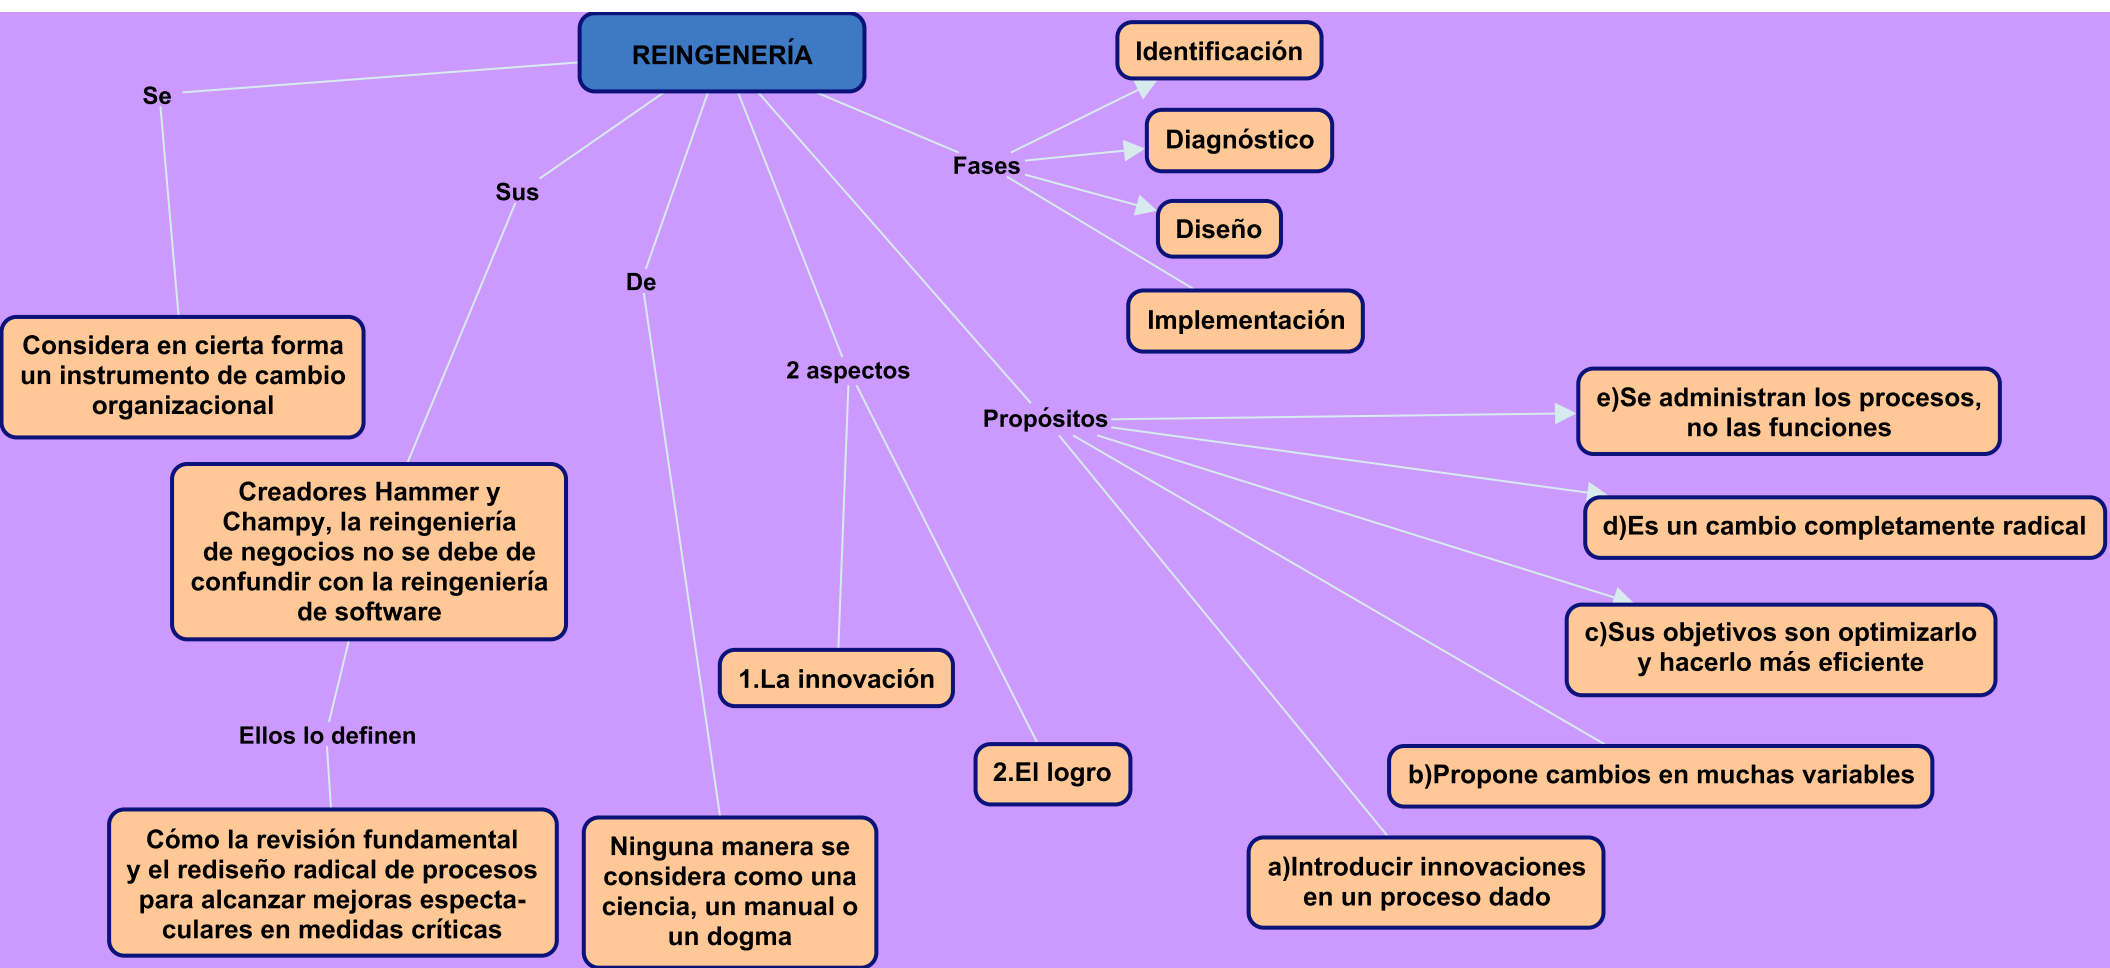 REINGENERÍA
Se
Considera en cierta forma
un instrumento de cambio
organizacional
Sus
Creadores Hammer y
Champy, la reingeniería
de negocios no se debe de
confundir con la reingeniería
de software
Ellos lo definen
Cómo la revisión fundamental
y el rediseño radical de procesos
para alcanzar mejoras especta-
culares en medidas críticas
De
Ninguna manera se
considera como una
ciencia, un manual o
un dogma
2 aspectos
1.La innovación
2.El logro
Propósitos
e)Se administran los procesos,
no las funciones
d)Es un cambio completamente radical
c)Sus objetivos son optimizarlo
y hacerlo más eficiente
b)Propone cambios en muchas variables
a)Introducir innovaciones
en un proceso dado
Fases
Identificación
Diagnóstico
Diseño
Implementación